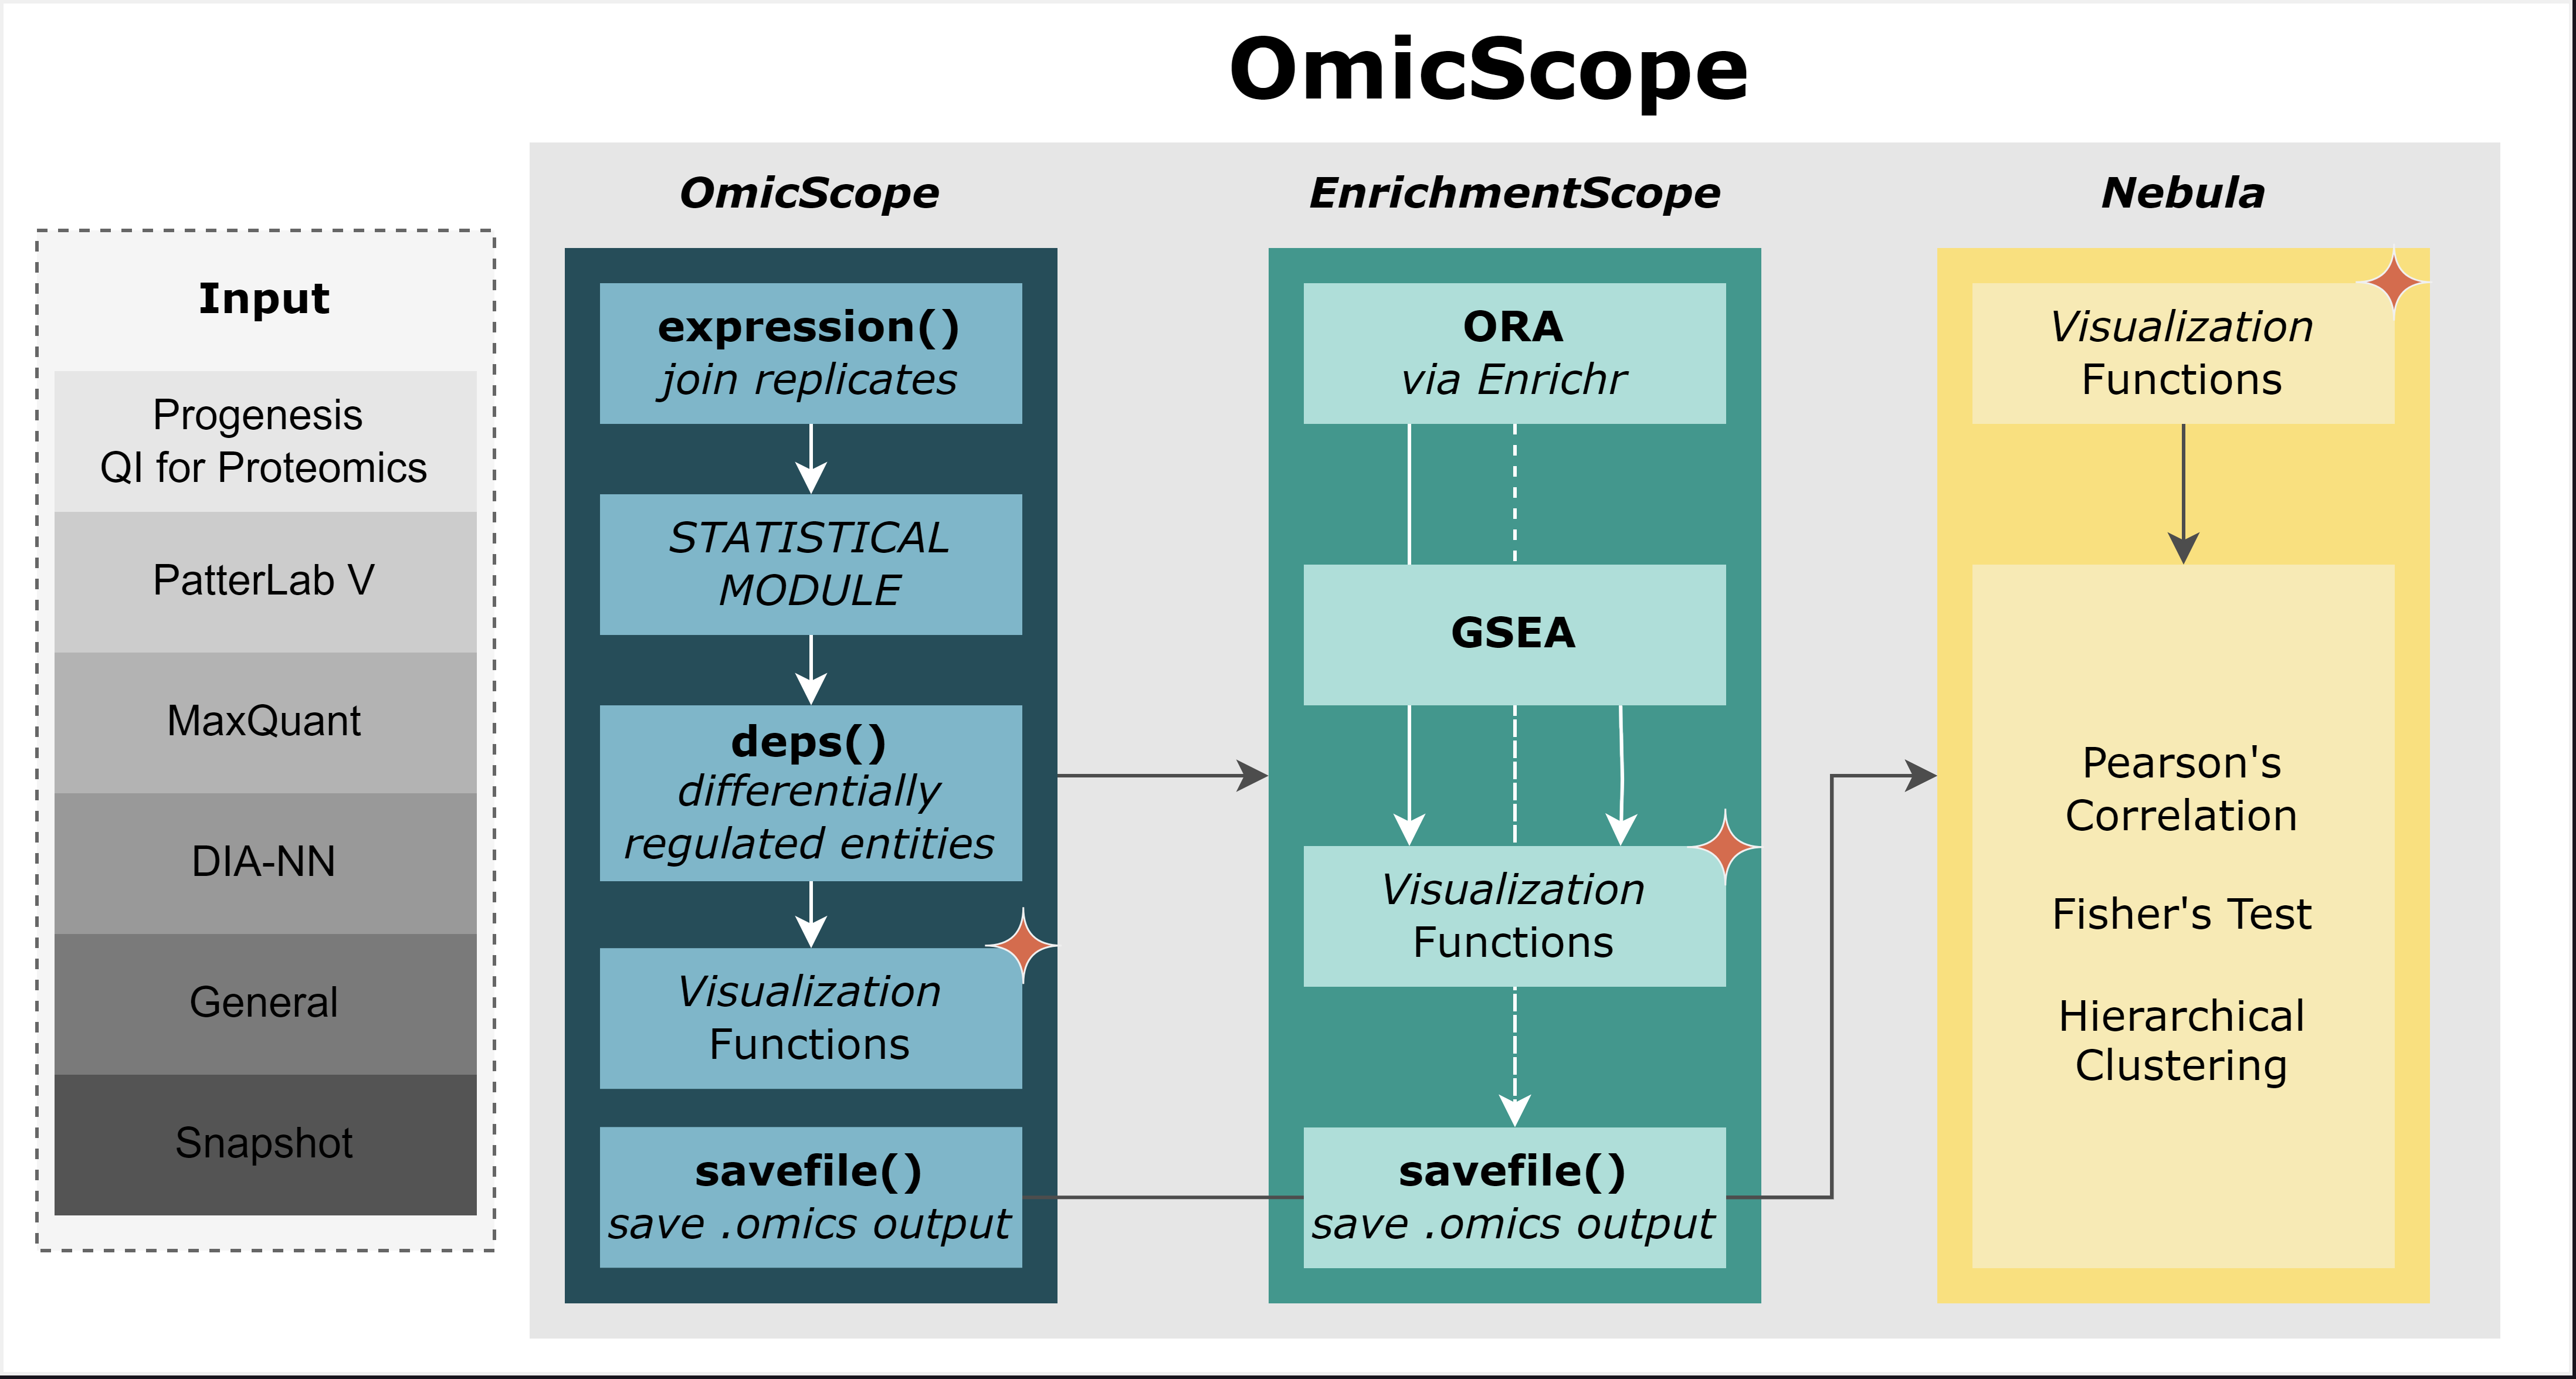 OmicScope
Input
Progenesis
QI for Proteomics
PatterLab V
MaxQuant
DIA-NN
General
Snapshot
OmicScope
expression()
join replicates
STATISTICAL
MODULE
deps()
differentially
regulated entities
Visualization
Functions
savefile()
save .omics output
EnrichmentScope
ORA
via Enrichr
GSEA
Visualization
Functions
savefile()
save .omics output
Nebula
Visualization
Functions
Pearson's
Correlation
Fisher's Test
Hierarchical
Clustering